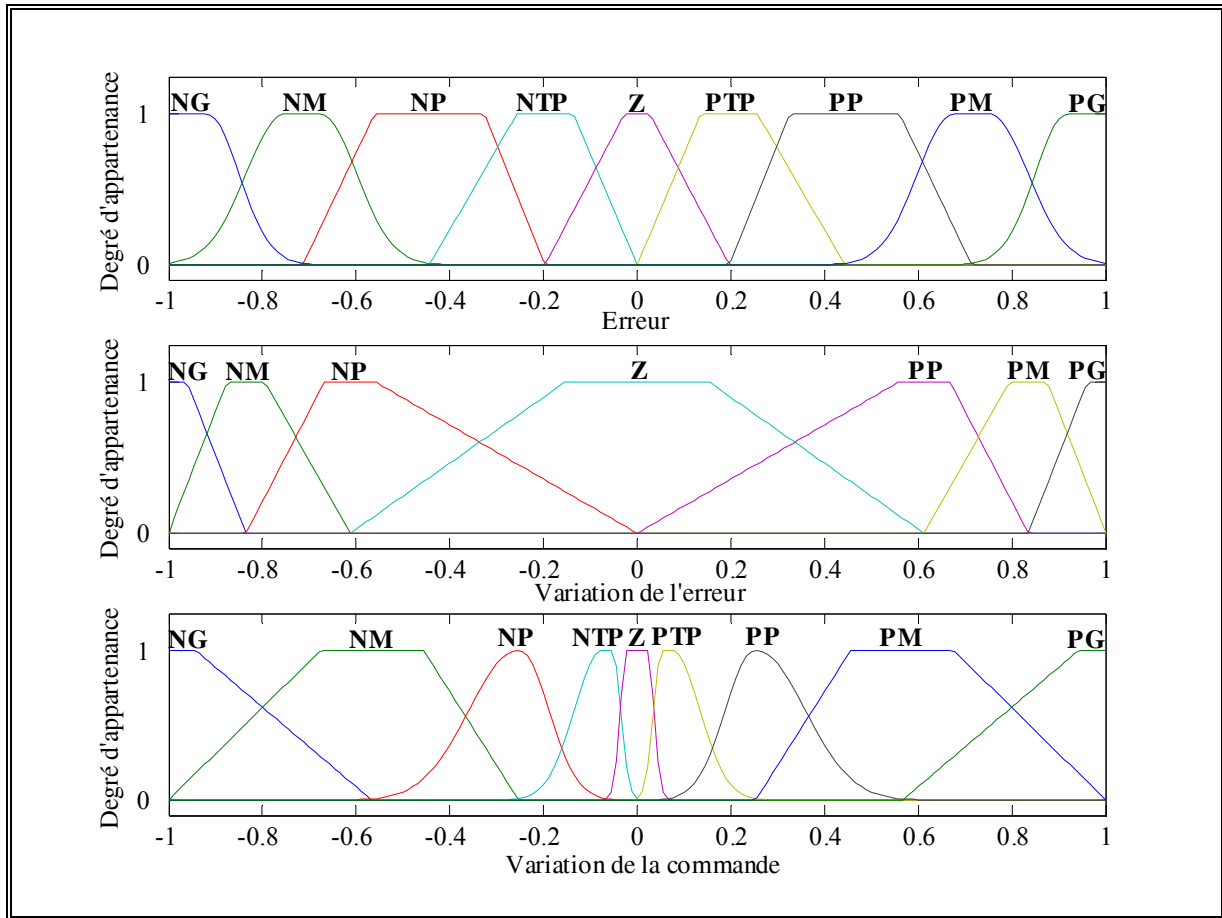 NG NM NP NTP Z PTP PP PM PG
1
Degré d'appartenance
0
-1 -0.8 -0.6 -0.4 -0.2 0 0.2 0.4 0.6 0.8 1
Erreur
NG NM NP Z PP PM PG
1
Degré d'appartenance
0
-1 -0.8 -0.6 -0.4 -0.2 0 0.2 0.4 0.6 0.8 1
Variation de l'erreur
NG NM NP NTP Z PTP PP PM PG
1
Degré d'appartenance
0
-1 -0.8 -0.6 -0.4 -0.2 0 0.2 0.4 0.6 0.8 1
Variation de la commande